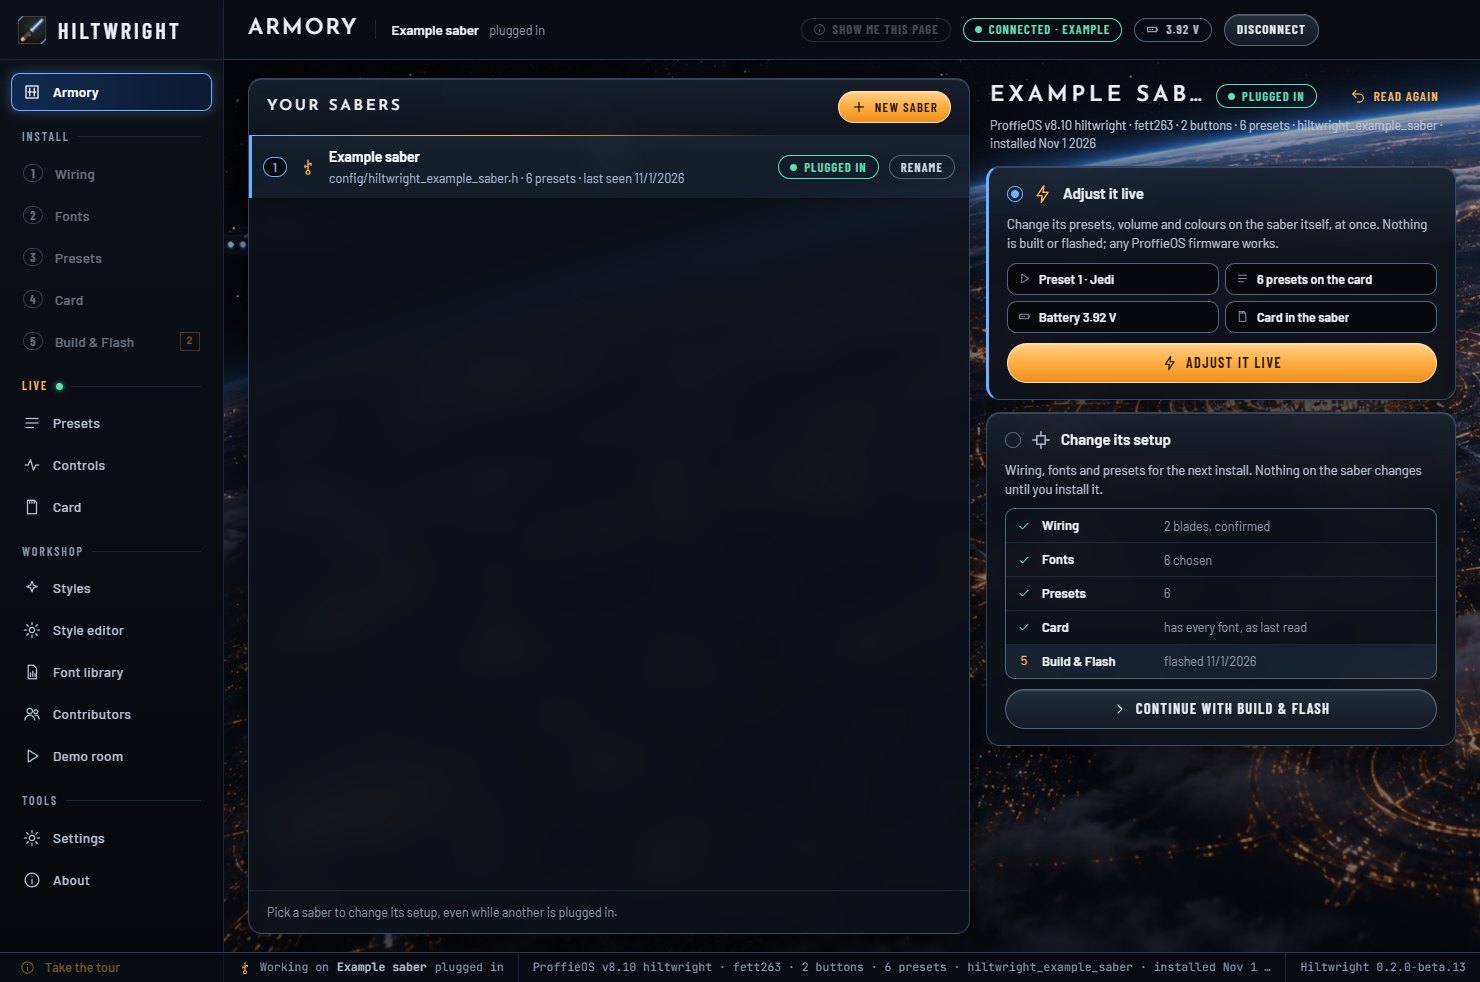 HILTWRIGHT
ARMORY
Example saber plugged in
SHOW ME THIS PAGE
CONNECTED · EXAMPLE
3.92 V
DISCONNECT
Armory
INSTALL
1 Wiring
2 Fonts
3 Presets
4 Card
5 Build & Flash 2
LIVE
Presets
Controls
Card
WORKSHOP
Styles
Style editor
Font library
Contributors
Demo room
TOOLS
Settings
About
Take the tour
YOUR SABERS
NEW SABER
1 Example saber
config/hiltwright_example_saber.h · 6 presets · last seen 11/1/2026
PLUGGED IN
RENAME
Pick a saber to change its setup, even while another is plugged in.
EXAMPLE SAB…
PLUGGED IN
READ AGAIN
ProffieOS v8.10 hiltwright · fett263 · 2 buttons · 6 presets · hiltwright_example_saber ·
installed Nov 1 2026
Adjust it live
Change its presets, volume and colours on the saber itself, at once. Nothing
is built or flashed; any ProffieOS firmware works.
Preset 1 · Jedi
6 presets on the card
Battery 3.92 V
Card in the saber
ADJUST IT LIVE
Change its setup
Wiring, fonts and presets for the next install. Nothing on the saber changes
until you install it.
Wiring 2 blades, confirmed
Fonts 6 chosen
Presets 6
Card has every font, as last read
5 Build & Flash flashed 11/1/2026
CONTINUE WITH BUILD & FLASH
Working on Example saber plugged in
ProffieOS v8.10 hiltwright · fett263 · 2 buttons · 6 presets · hiltwright_example_saber · installed Nov 1 …
Hiltwright 0.2.0-beta.13